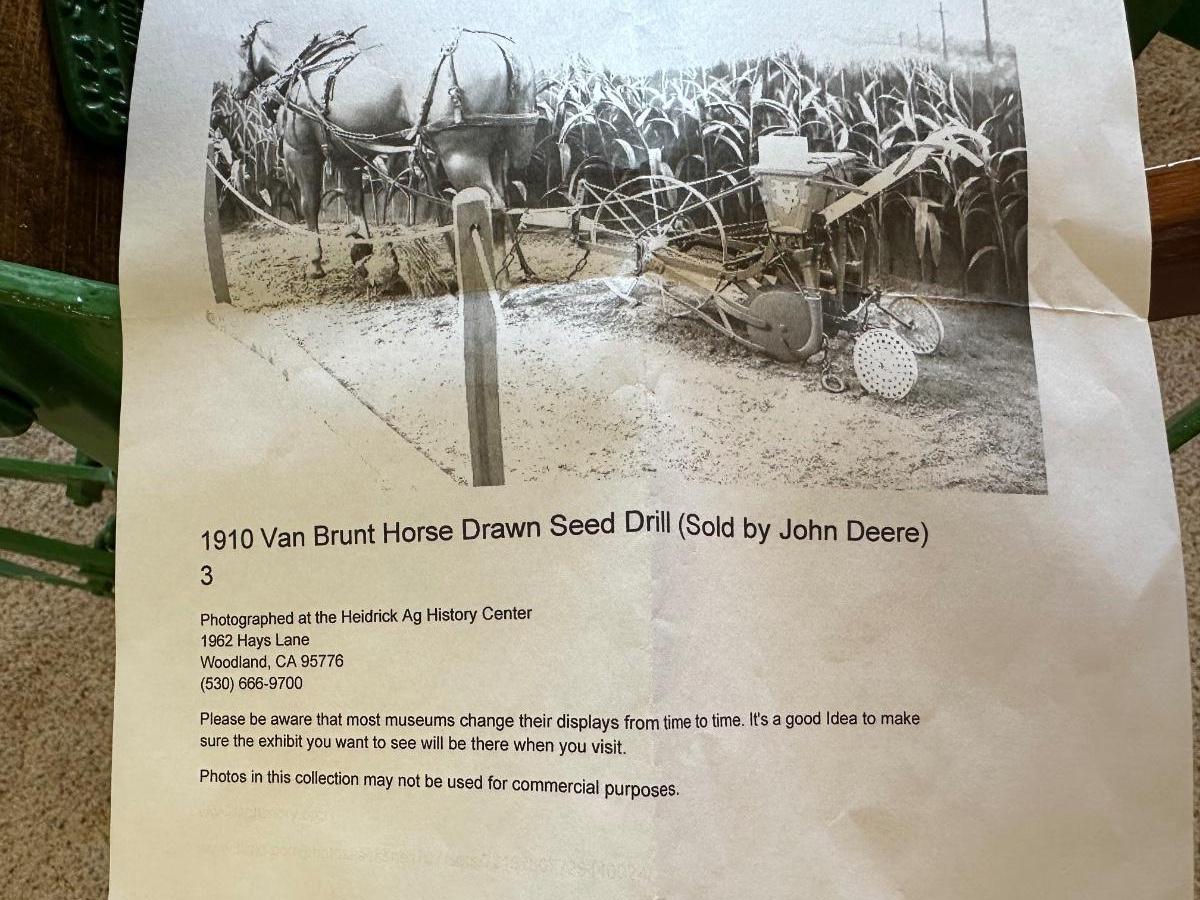 1910 Van Brunt Horse Drawn Seed Drill (Sold by John Deere)
3
Photographed at the Heidrick Ag History Center
1962 Hays Lane
Woodland, CA 95776
(530) 666-9700
Please be aware that most museums change their displays from time to time. It's a good Idea to make
sure the exhibit you want to see will be there when you visit.
Photos in this collection may not be used for commercial purposes.